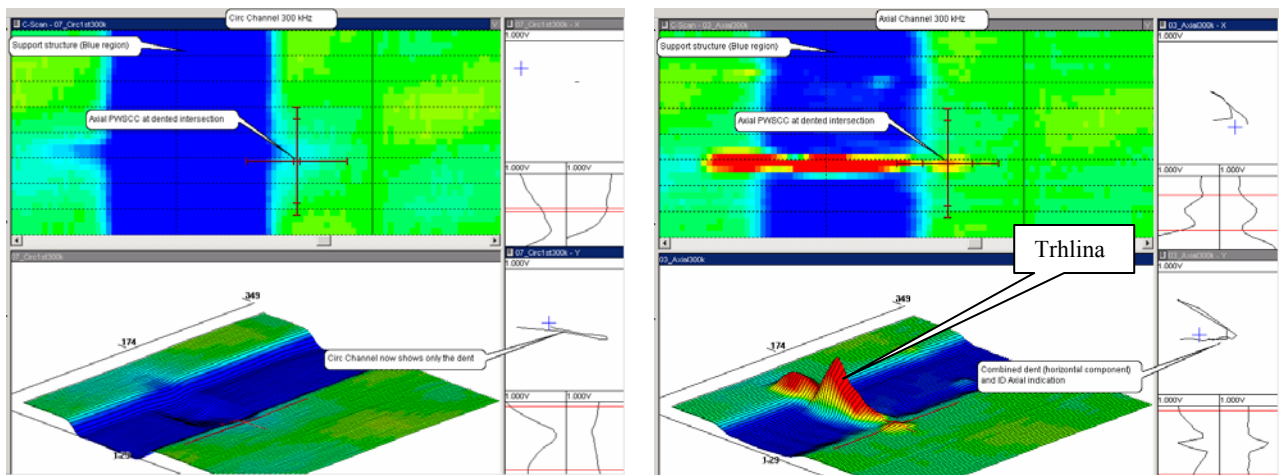 C-Scan - 07_Circ1st300k
Circ Channel 300 kHz
07_Circ1st300k - X
Support structure (Blue region)
1.000V
Axial PWSCC at dented intersection
1.000V 1.000V
07_Circ1st300k
07_Circ1st300k - Y
1.000V
349
174
Circ Channel now shows only the dent
1.000V 1.000V
129
C-Scan - 03_Axial300k
Axial Channel 300 kHz
03_Axial300k - X
Support structure (Blue region)
1.000V
Axial PWSCC at dented intersection
1.000V 1.000V
Trhlina
03_Axial300k
03_Axial300k - Y
1.000V
349
174
Combined dent (horizontal component)
and ID Axial indication
1.000V 1.000V
129